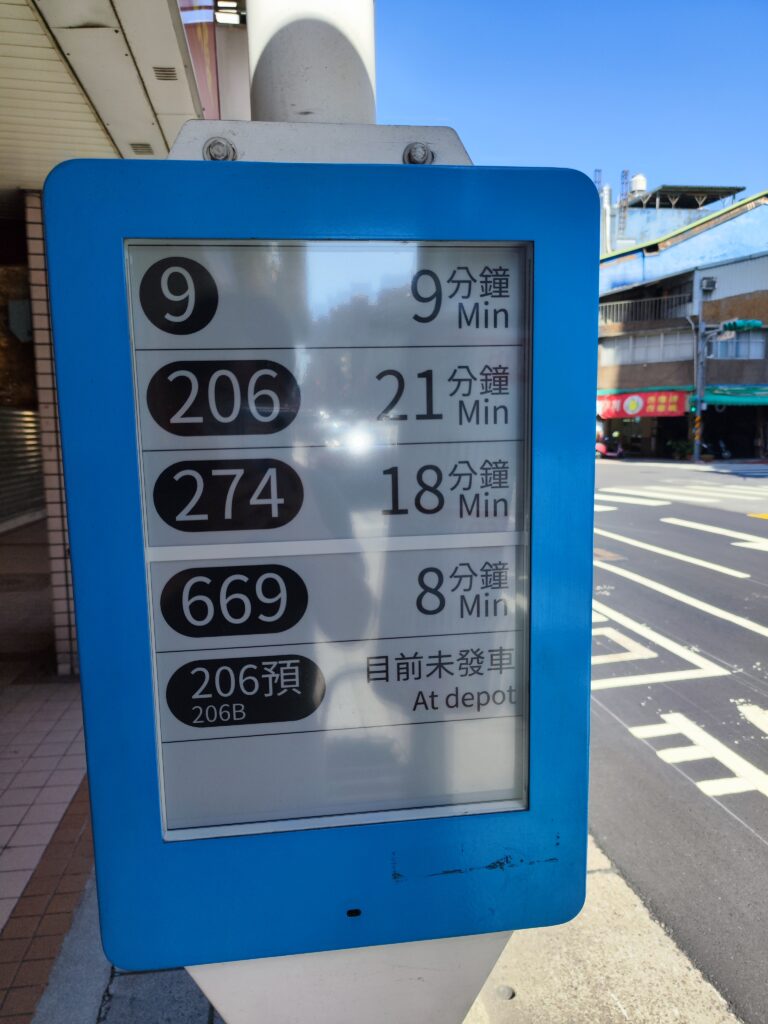 9 9 分鐘 Min
206 21 分鐘 Min
274 18 分鐘 Min
669 8 分鐘 Min
206預 目前未發車
206B At depot